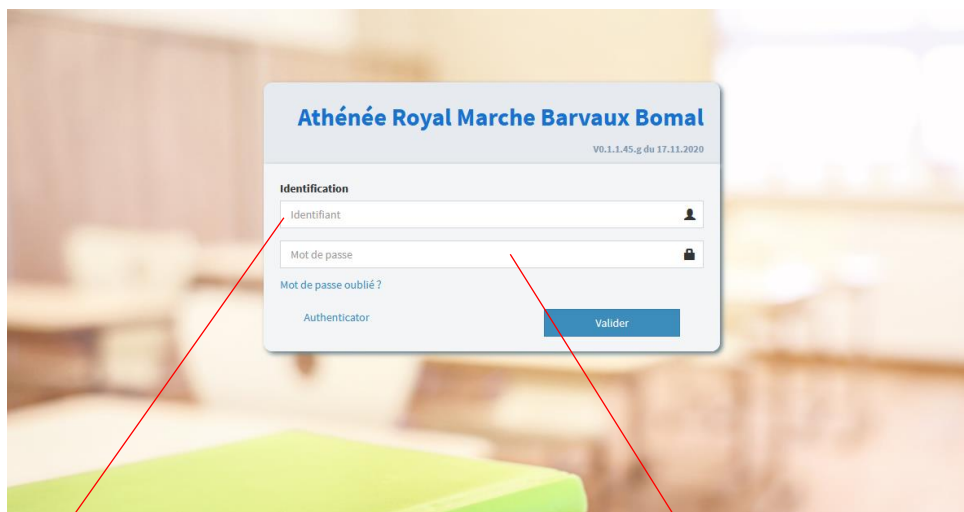 Athénée Royal Marche Barvaux Bomal
V0.1.1.45.g du 17.11.2020
Identification
Identifiant
Mot de passe
Mot de passe oublié ?
Authenticator
Valider